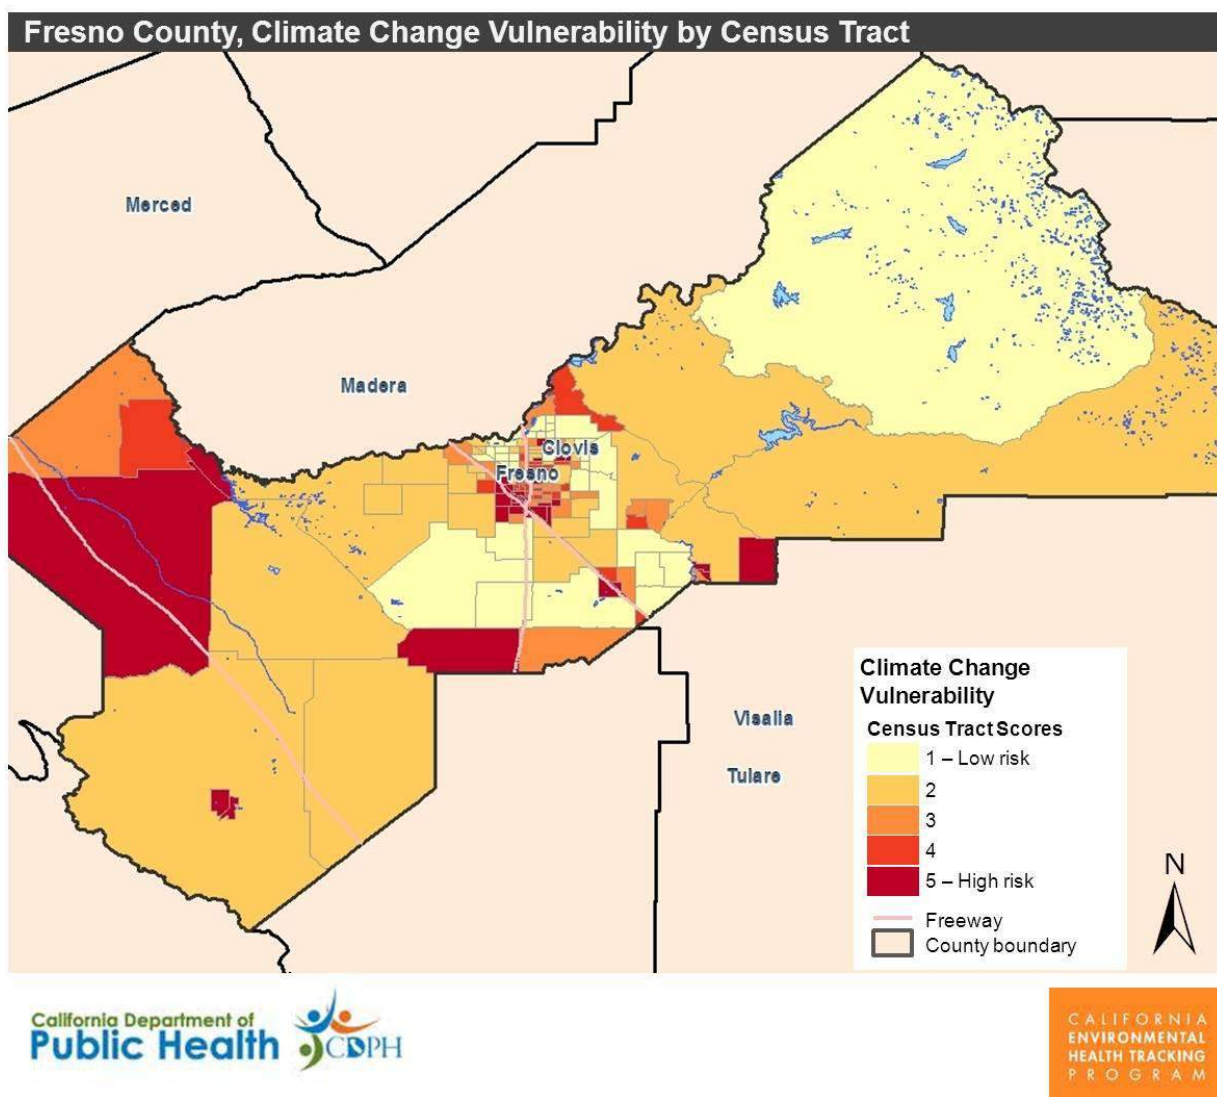 Fresno County, Climate Change Vulnerability by Census Tract
Merced
Madera
Clovis
Fresno
Visalia
Tulare
Climate Change
Vulnerability
Census Tract Scores
1 – Low risk
2
3
4
5 – High risk
Freeway
County boundary
N
California Department of
Public Health
CDPH
CALIFORNIA
ENVIRONMENTAL
HEALTH TRACKING
PROGRAM